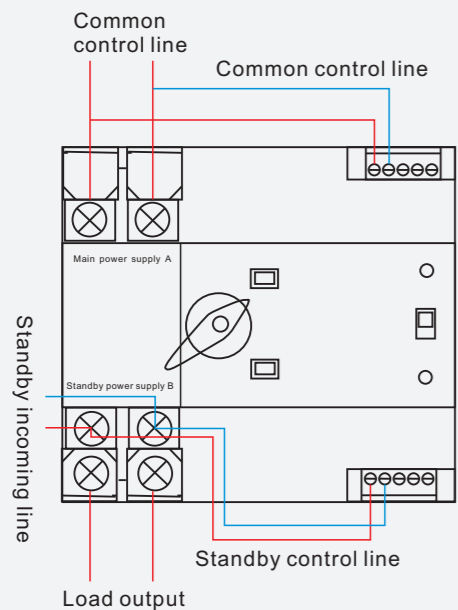 Common
control line
Common control line
Main power supply A
Standby incoming line
Standby power supply B
Standby control line
Load output